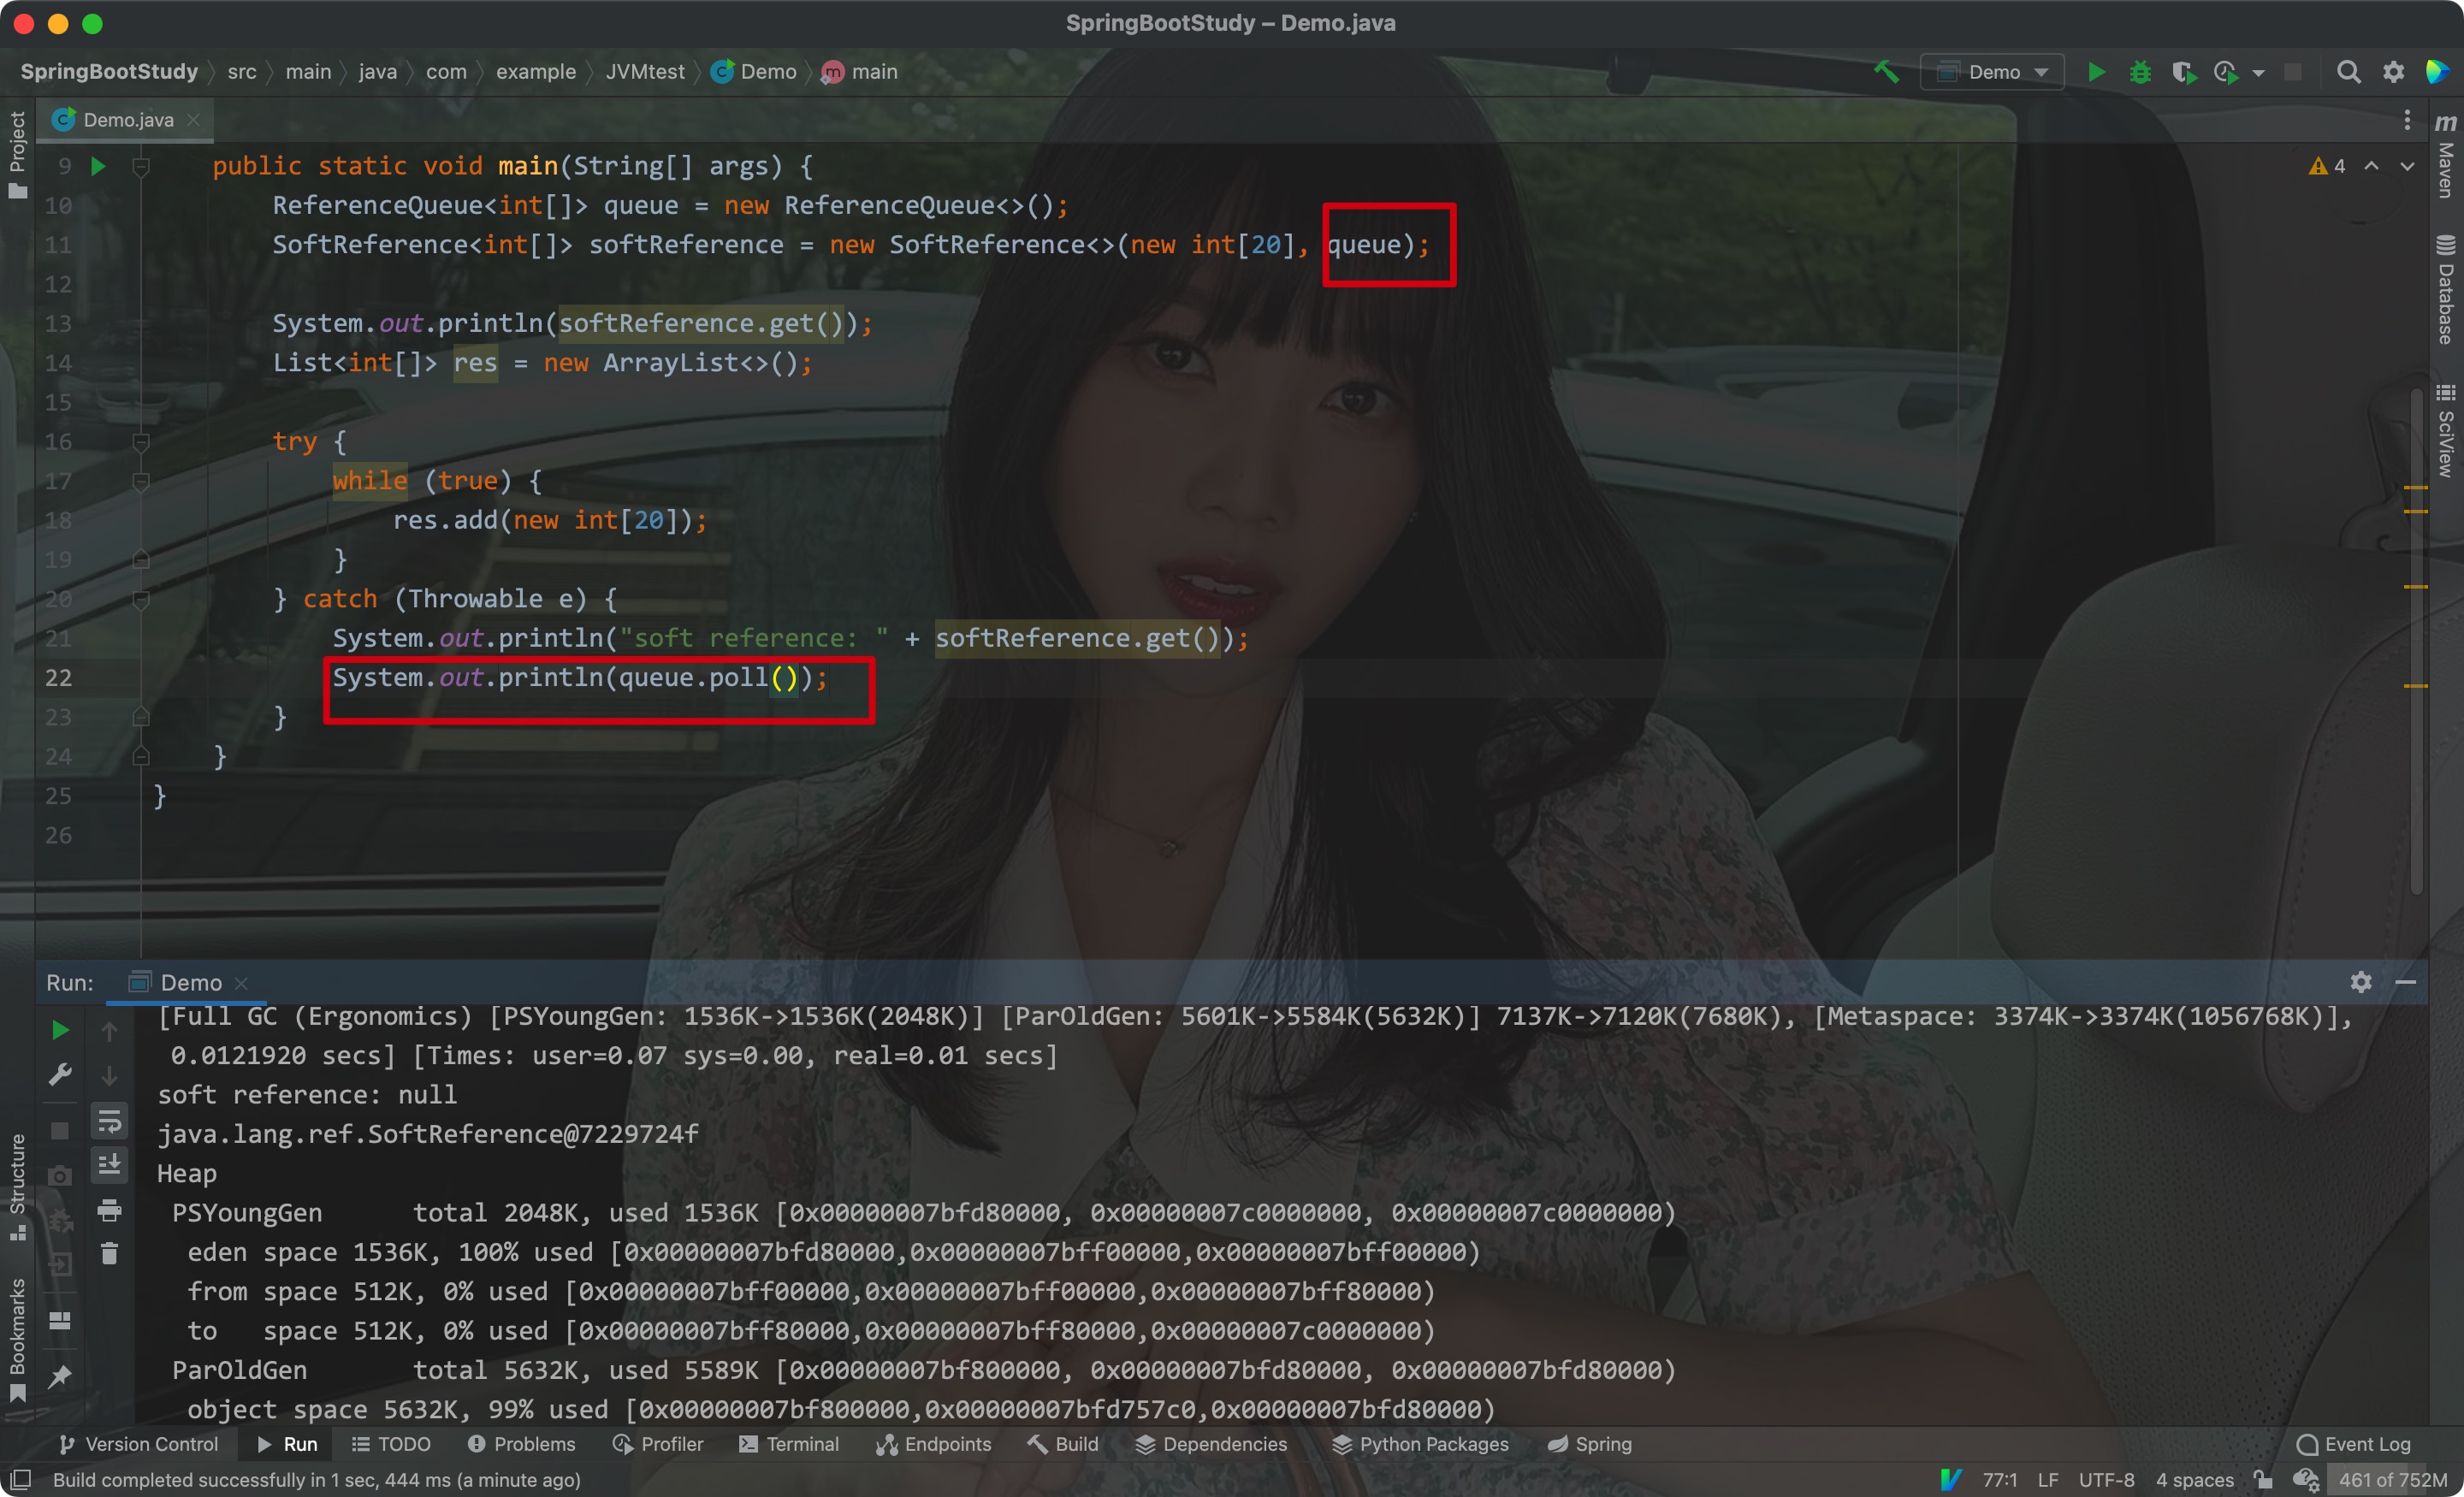 SpringBootStudy – Demo.java
SpringBootStudy src main java com example JVMtest Demo main
Demo
Demo.java
Project
Maven
Database
SciView
4
9 public static void main(String[] args) {
10 ReferenceQueue<int[]> queue = new ReferenceQueue<>();
11 SoftReference<int[]> softReference = new SoftReference<>(new int[20], queue);
12
13 System.out.println(softReference.get());
14 List<int[]> res = new ArrayList<>();
15
16 try {
17 while (true) {
18 res.add(new int[20]);
19 }
20 } catch (Throwable e) {
21 System.out.println("soft reference: " + softReference.get());
22 System.out.println(queue.poll());
23 }
24 }
25 }
26
Run: Demo
[Full GC (Ergonomics) [PSYoungGen: 1536K->1536K(2048K)] [ParOldGen: 5601K->5584K(5632K)] 7137K->7120K(7680K), [Metaspace: 3374K->3374K(1056768K)],
0.0121920 secs] [Times: user=0.07 sys=0.00, real=0.01 secs]
soft reference: null
java.lang.ref.SoftReference@7229724f
Heap
PSYoungGen total 2048K, used 1536K [0x00000007bfd80000, 0x00000007c0000000, 0x00000007c0000000)
eden space 1536K, 100% used [0x00000007bfd80000,0x00000007bff00000,0x00000007bff00000)
from space 512K, 0% used [0x00000007bff00000,0x00000007bff00000,0x00000007bff80000)
to space 512K, 0% used [0x00000007bff80000,0x00000007bff80000,0x00000007c0000000)
ParOldGen total 5632K, used 5589K [0x00000007bf800000, 0x00000007bfd80000, 0x00000007bfd80000)
object space 5632K, 99% used [0x00000007bf800000,0x00000007bfd757c0,0x00000007bfd80000)
Structure
Bookmarks
Version Control Run TODO Problems Profiler Terminal Endpoints Build Dependencies Python Packages Spring Event Log
Build completed successfully in 1 sec, 444 ms (a minute ago) 77:1 LF UTF-8 4 spaces 461 of 752M